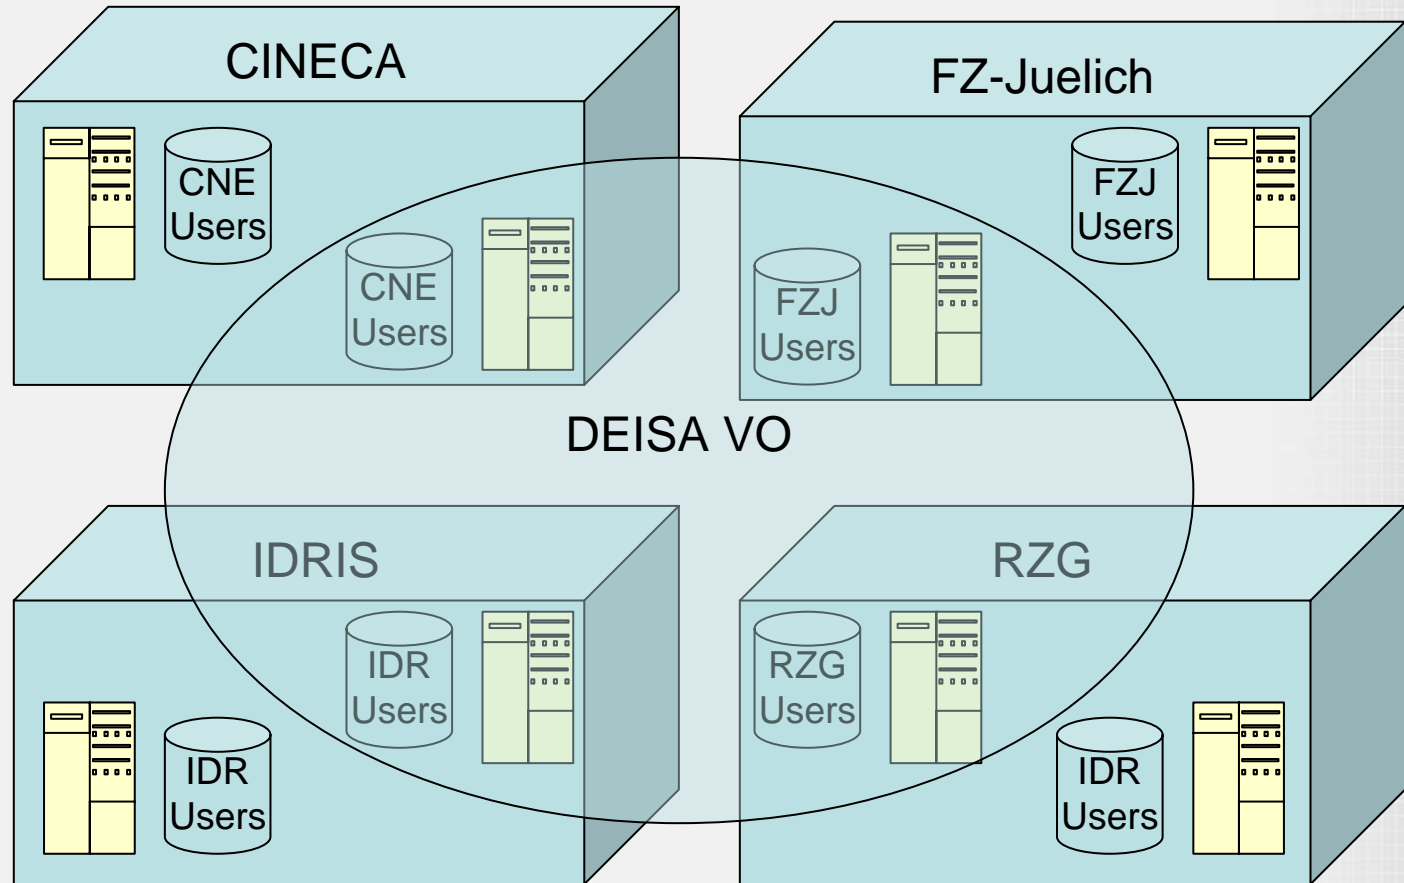 CINECA
FZ-Juelich
CNE
Users
FZJ
Users
CNE
Users
FZJ
Users
DEISA VO
IDRIS
RZG
IDR
Users
RZG
Users
IDR
Users
IDR
Users